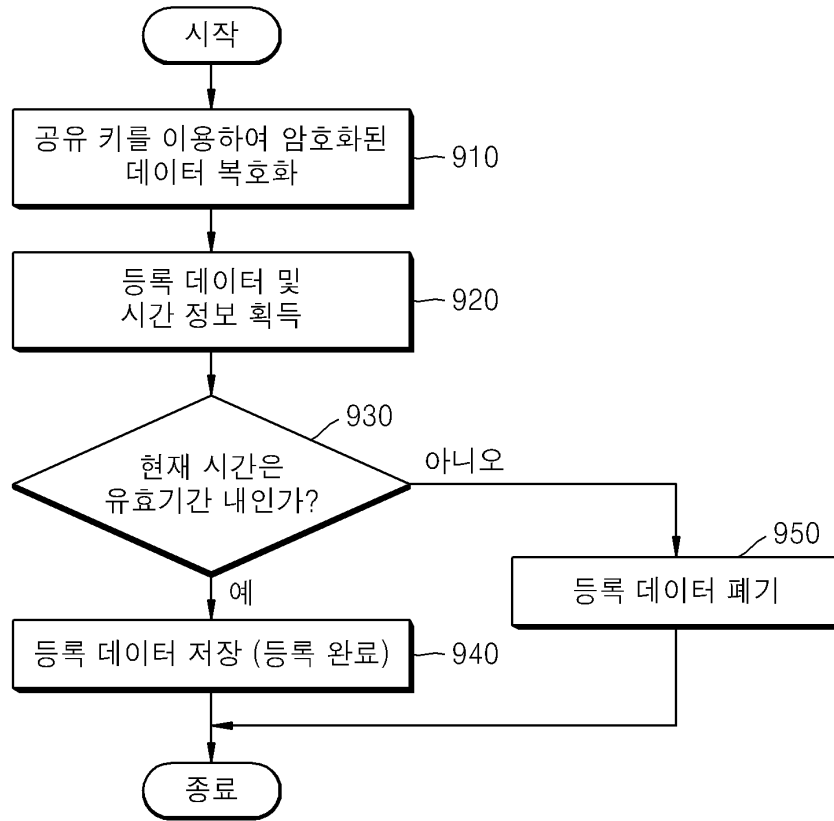 시작
공유 키를 이용하여 암호화된
데이터 복호화
910
등록 데이터 및
시간 정보 획득
920
930
현재 시간은
유효기간 내인가?
아니오
예
950
등록 데이터 폐기
등록 데이터 저장 (등록 완료)
940
종료